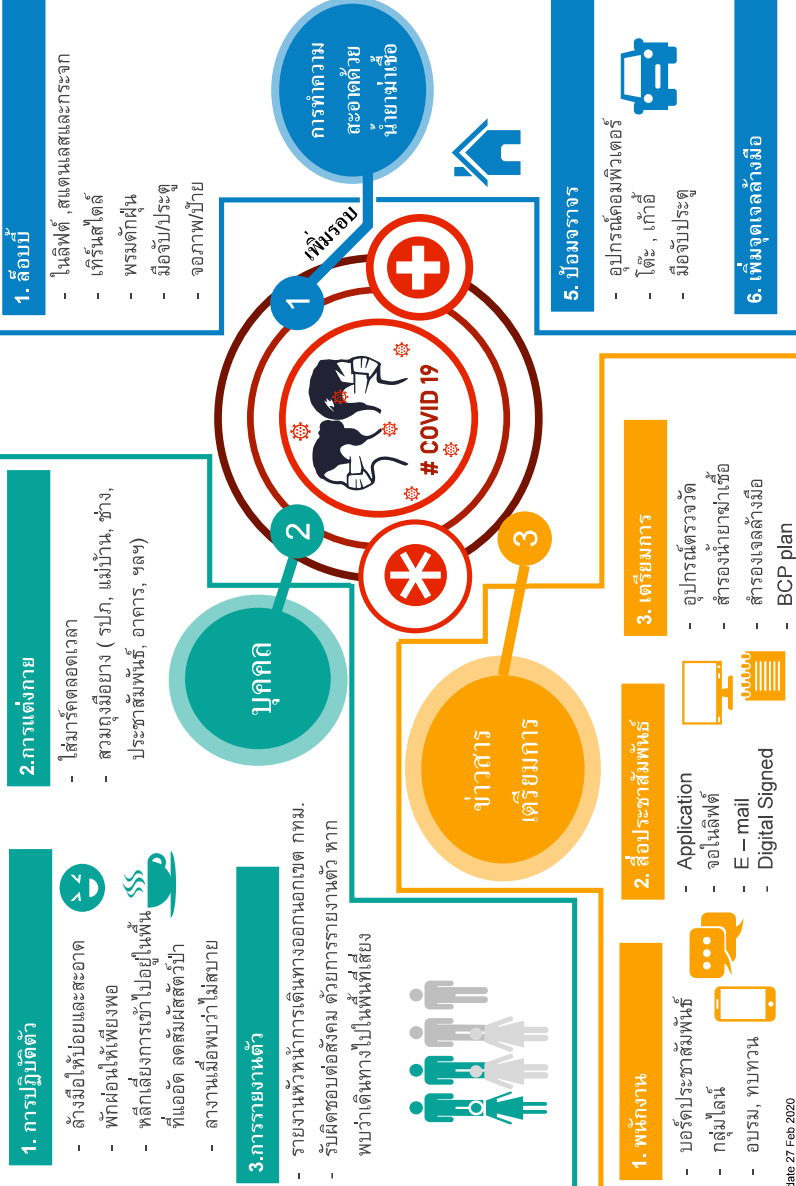 1. การปฏิบัติตัว
- ล้างมือให้บ่อยและสะอาด
- พักผ่อนให้เพียงพอ
- หลีกเลี่ยงการเข้าไปอยู่ในพื้น
ที่แออัด ลดสัมผัสสัตว์ป่า
- ลางานเมื่อพบว่าไม่สบาย
2.การแต่งกาย
- ใส่มาร์คตลอดเวลา
- สวมถุงมือยาง ( รปภ, แม่บ้าน, ช่าง,
ประชาสัมพันธ์, อาคาร, ฯลฯ)
3.การรายงานตัว
- รายงานหัวหน้าการเดินทางออกนอกเขต กทม.
- รับผิดชอบต่อสังคม ด้วยการรายงานตัว หาก
พบว่าเดินทางไปในพื้นที่เสี่ยง
บุคคล
2
1. ล็อบบี้
- ในลิฟต์ ,สแตนเลสและกระจก
- เทิร์นสไตล์
- พรมดักฝุ่น
- มือจับ/ประตู
- จอภาพ/ป้าย
การทำความ
สะอาดด้วย
น้ำยาฆ่าเชื้อ
เพิ่มรอบ
1
# COVID 19
5. ป้อมจราจร
- อุปกรณ์คอมพิวเตอร์
- โต๊ะ , เก้าอี้
- มือจับประตู
6. เพิ่มจุดเจลล้างมือ
3
ข่าวสาร
เตรียมการ
1. พนักงาน
- บอร์ดประชาสัมพันธ์
- กลุ่มไลน์
- อบรม, ทบทวน
2. สื่อประชาสัมพันธ์
- Application
- จอในลิฟต์
- E – mail
- Digital Signed
3. เตรียมการ
- อุปกรณ์ตรวจวัด
- สำรองน้ำยาฆ่าเชื้อ
- สำรองเจลล้างมือ
- BCP plan
date 27 Feb 2020